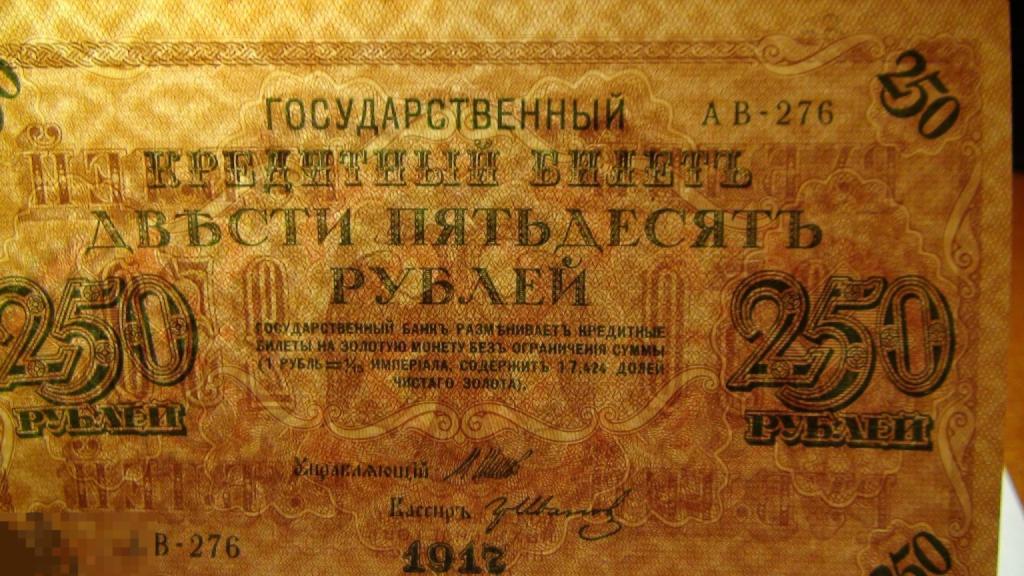 ГОСУДАРСТВЕННЫЙ АВ-276 250
КРЕДИТНЫЙ БИЛЕТЪ
ДВѢСТИ ПЯТЬДЕСЯТЪ
РУБЛЕЙ
250 РУБЛЕЙ
ГОСУДАРСТВЕННЫЙ БАНКЪ РАЗМѢНИВАЕТЪ КРЕДИТНЫЕ
БИЛЕТЫ НА ЗОЛОТУЮ МОНЕТУ БЕЗЪ ОГРАНИЧЕНІЯ СУММЫ
(1 РУБЛЬ=1/15 ИМПЕРІАЛА, СОДЕРЖИТЪ 17,424 ДОЛЕЙ
ЧИСТАГО ЗОЛОТА).
250 РУБЛЕЙ
Управляющій
Кассиръ
В-276
1917
250